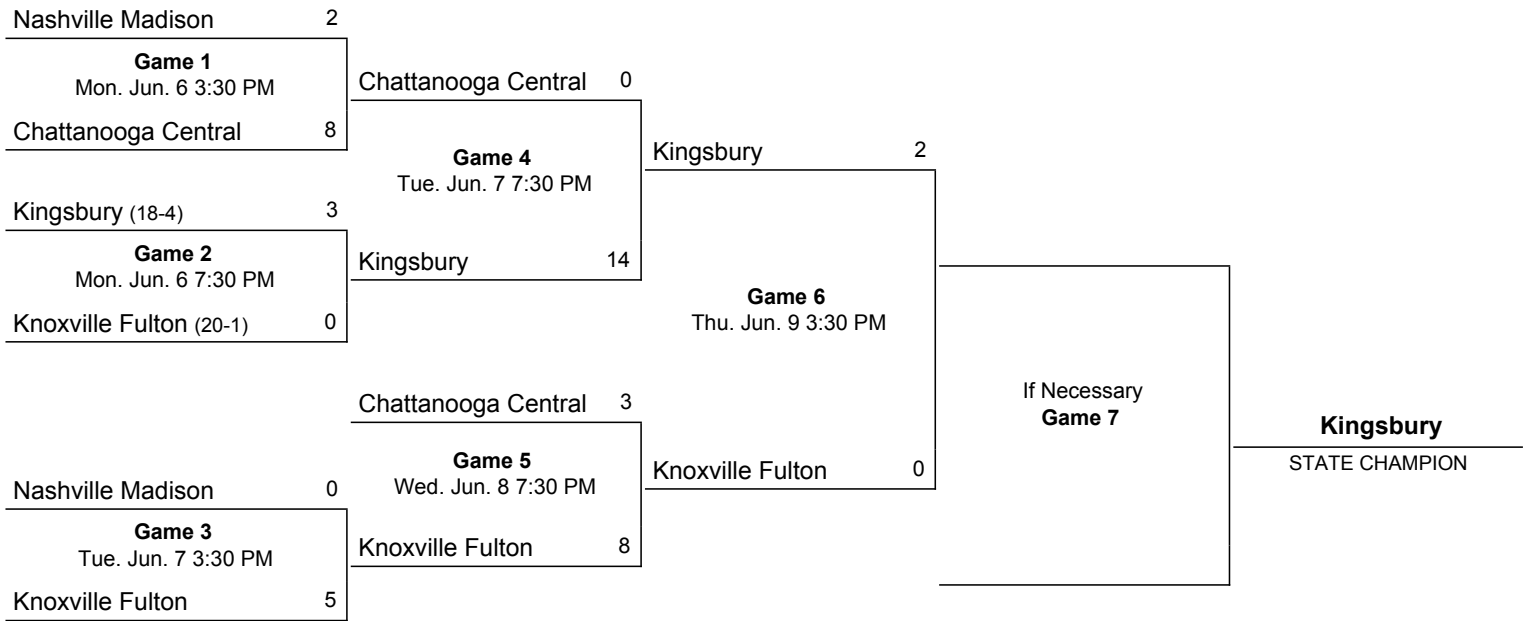 Nashville Madison 2
Game 1
Mon. Jun. 6 3:30 PM
Chattanooga Central 8
Kingsbury (18-4) 3
Game 2
Mon. Jun. 6 7:30 PM
Knoxville Fulton (20-1) 0
Nashville Madison 0
Game 3
Tue. Jun. 7 3:30 PM
Knoxville Fulton 5
Chattanooga Central 0
Game 4
Tue. Jun. 7 7:30 PM
Kingsbury 14
Chattanooga Central 3
Game 5
Wed. Jun. 8 7:30 PM
Knoxville Fulton 8
Kingsbury 2
Game 6
Thu. Jun. 9 3:30 PM
Knoxville Fulton 0
If Necessary
Game 7
Kingsbury
STATE CHAMPION